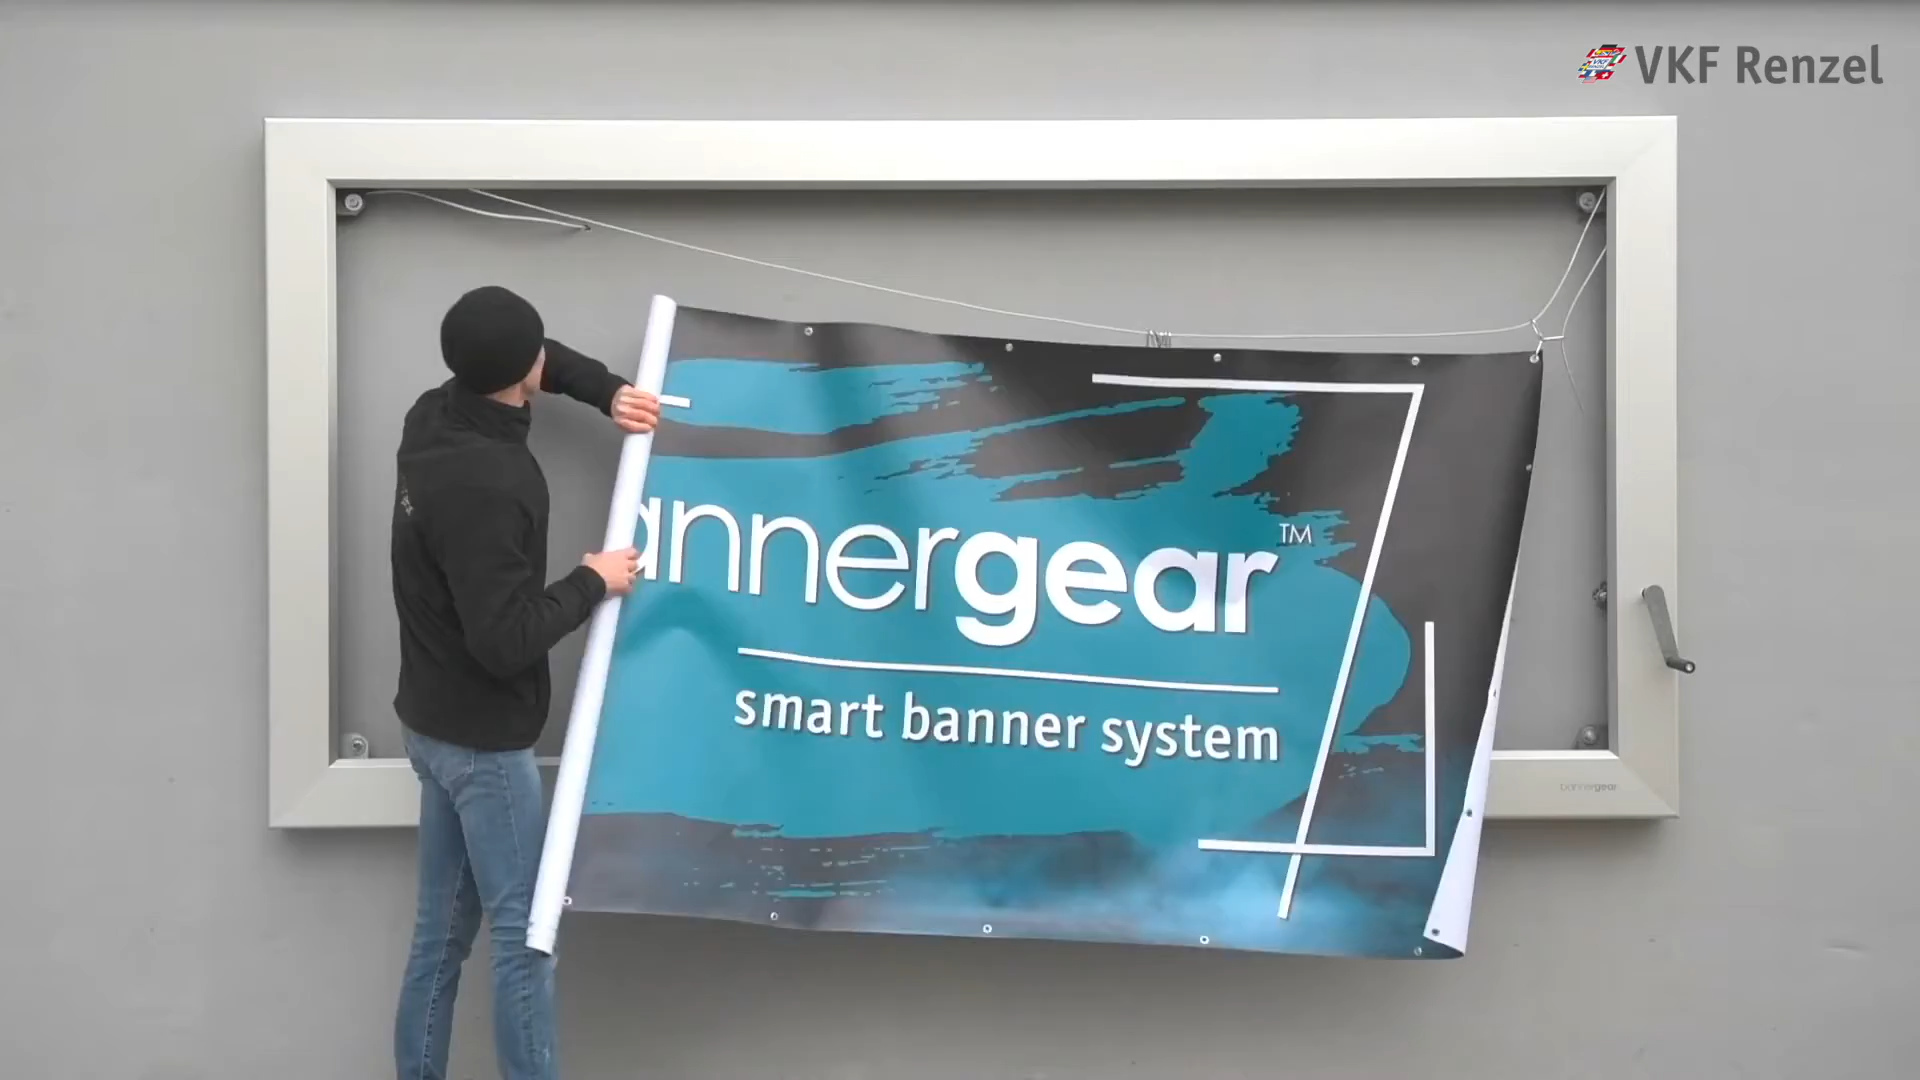 VKF Renzel
annergear™
smart banner system
bannergear